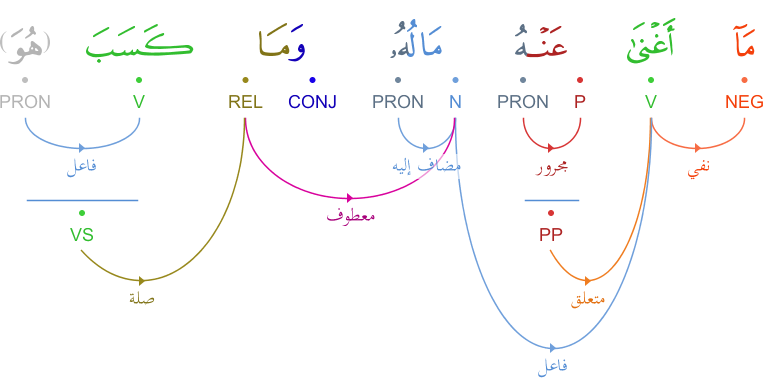 مَآ أَغْنَىٰ عَنْهُ مَالُهُۥ وَمَا كَسَبَ (هُوَ)
NEG V P PRON N PRON CONJ REL V PRON
نفي مجرور مضاف إليه فاعل
معطوف
PP VS
متعلق صلة
فاعل